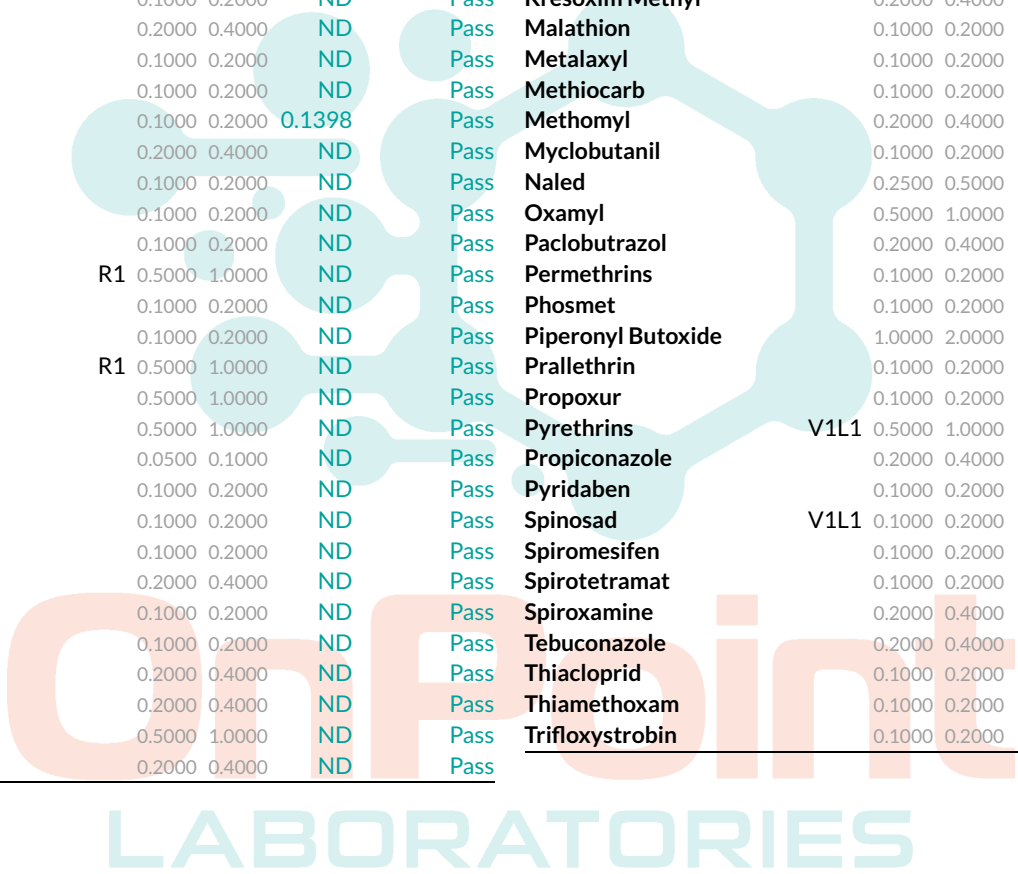 0.1000 0.2000 ND Pass Kresoxim Methyl 0.2000 0.4000
0.2000 0.4000 ND Pass Malathion 0.1000 0.2000
0.1000 0.2000 ND Pass Metalaxyl 0.1000 0.2000
0.1000 0.2000 ND Pass Methiocarb 0.1000 0.2000
0.1000 0.2000 0.1398 Pass Methomyl 0.2000 0.4000
0.2000 0.4000 ND Pass Myclobutanil 0.1000 0.2000
0.1000 0.2000 ND Pass Naled 0.2500 0.5000
0.1000 0.2000 ND Pass Oxamyl 0.5000 1.0000
0.1000 0.2000 ND Pass Paclobutrazol 0.2000 0.4000
R1 0.5000 1.0000 ND Pass Permethrins 0.1000 0.2000
0.1000 0.2000 ND Pass Phosmet 0.1000 0.2000
0.1000 0.2000 ND Pass Piperonyl Butoxide 1.0000 2.0000
R1 0.5000 1.0000 ND Pass Prallethrin 0.1000 0.2000
0.5000 1.0000 ND Pass Propoxur 0.1000 0.2000
0.5000 1.0000 ND Pass Pyrethrins V1L1 0.5000 1.0000
0.0500 0.1000 ND Pass Propiconazole 0.2000 0.4000
0.1000 0.2000 ND Pass Pyridaben 0.1000 0.2000
0.1000 0.2000 ND Pass Spinosad V1L1 0.1000 0.2000
0.1000 0.2000 ND Pass Spiromesifen 0.1000 0.2000
0.2000 0.4000 ND Pass Spirotetramat 0.1000 0.2000
0.1000 0.2000 ND Pass Spiroxamine 0.2000 0.4000
0.1000 0.2000 ND Pass Tebuconazole 0.2000 0.4000
0.2000 0.4000 ND Pass Thiacloprid 0.1000 0.2000
0.2000 0.4000 ND Pass Thiamethoxam 0.1000 0.2000
0.5000 1.0000 ND Pass Trifloxystrobin 0.1000 0.2000
0.2000 0.4000 ND Pass
OnPoint
LABORATORIES